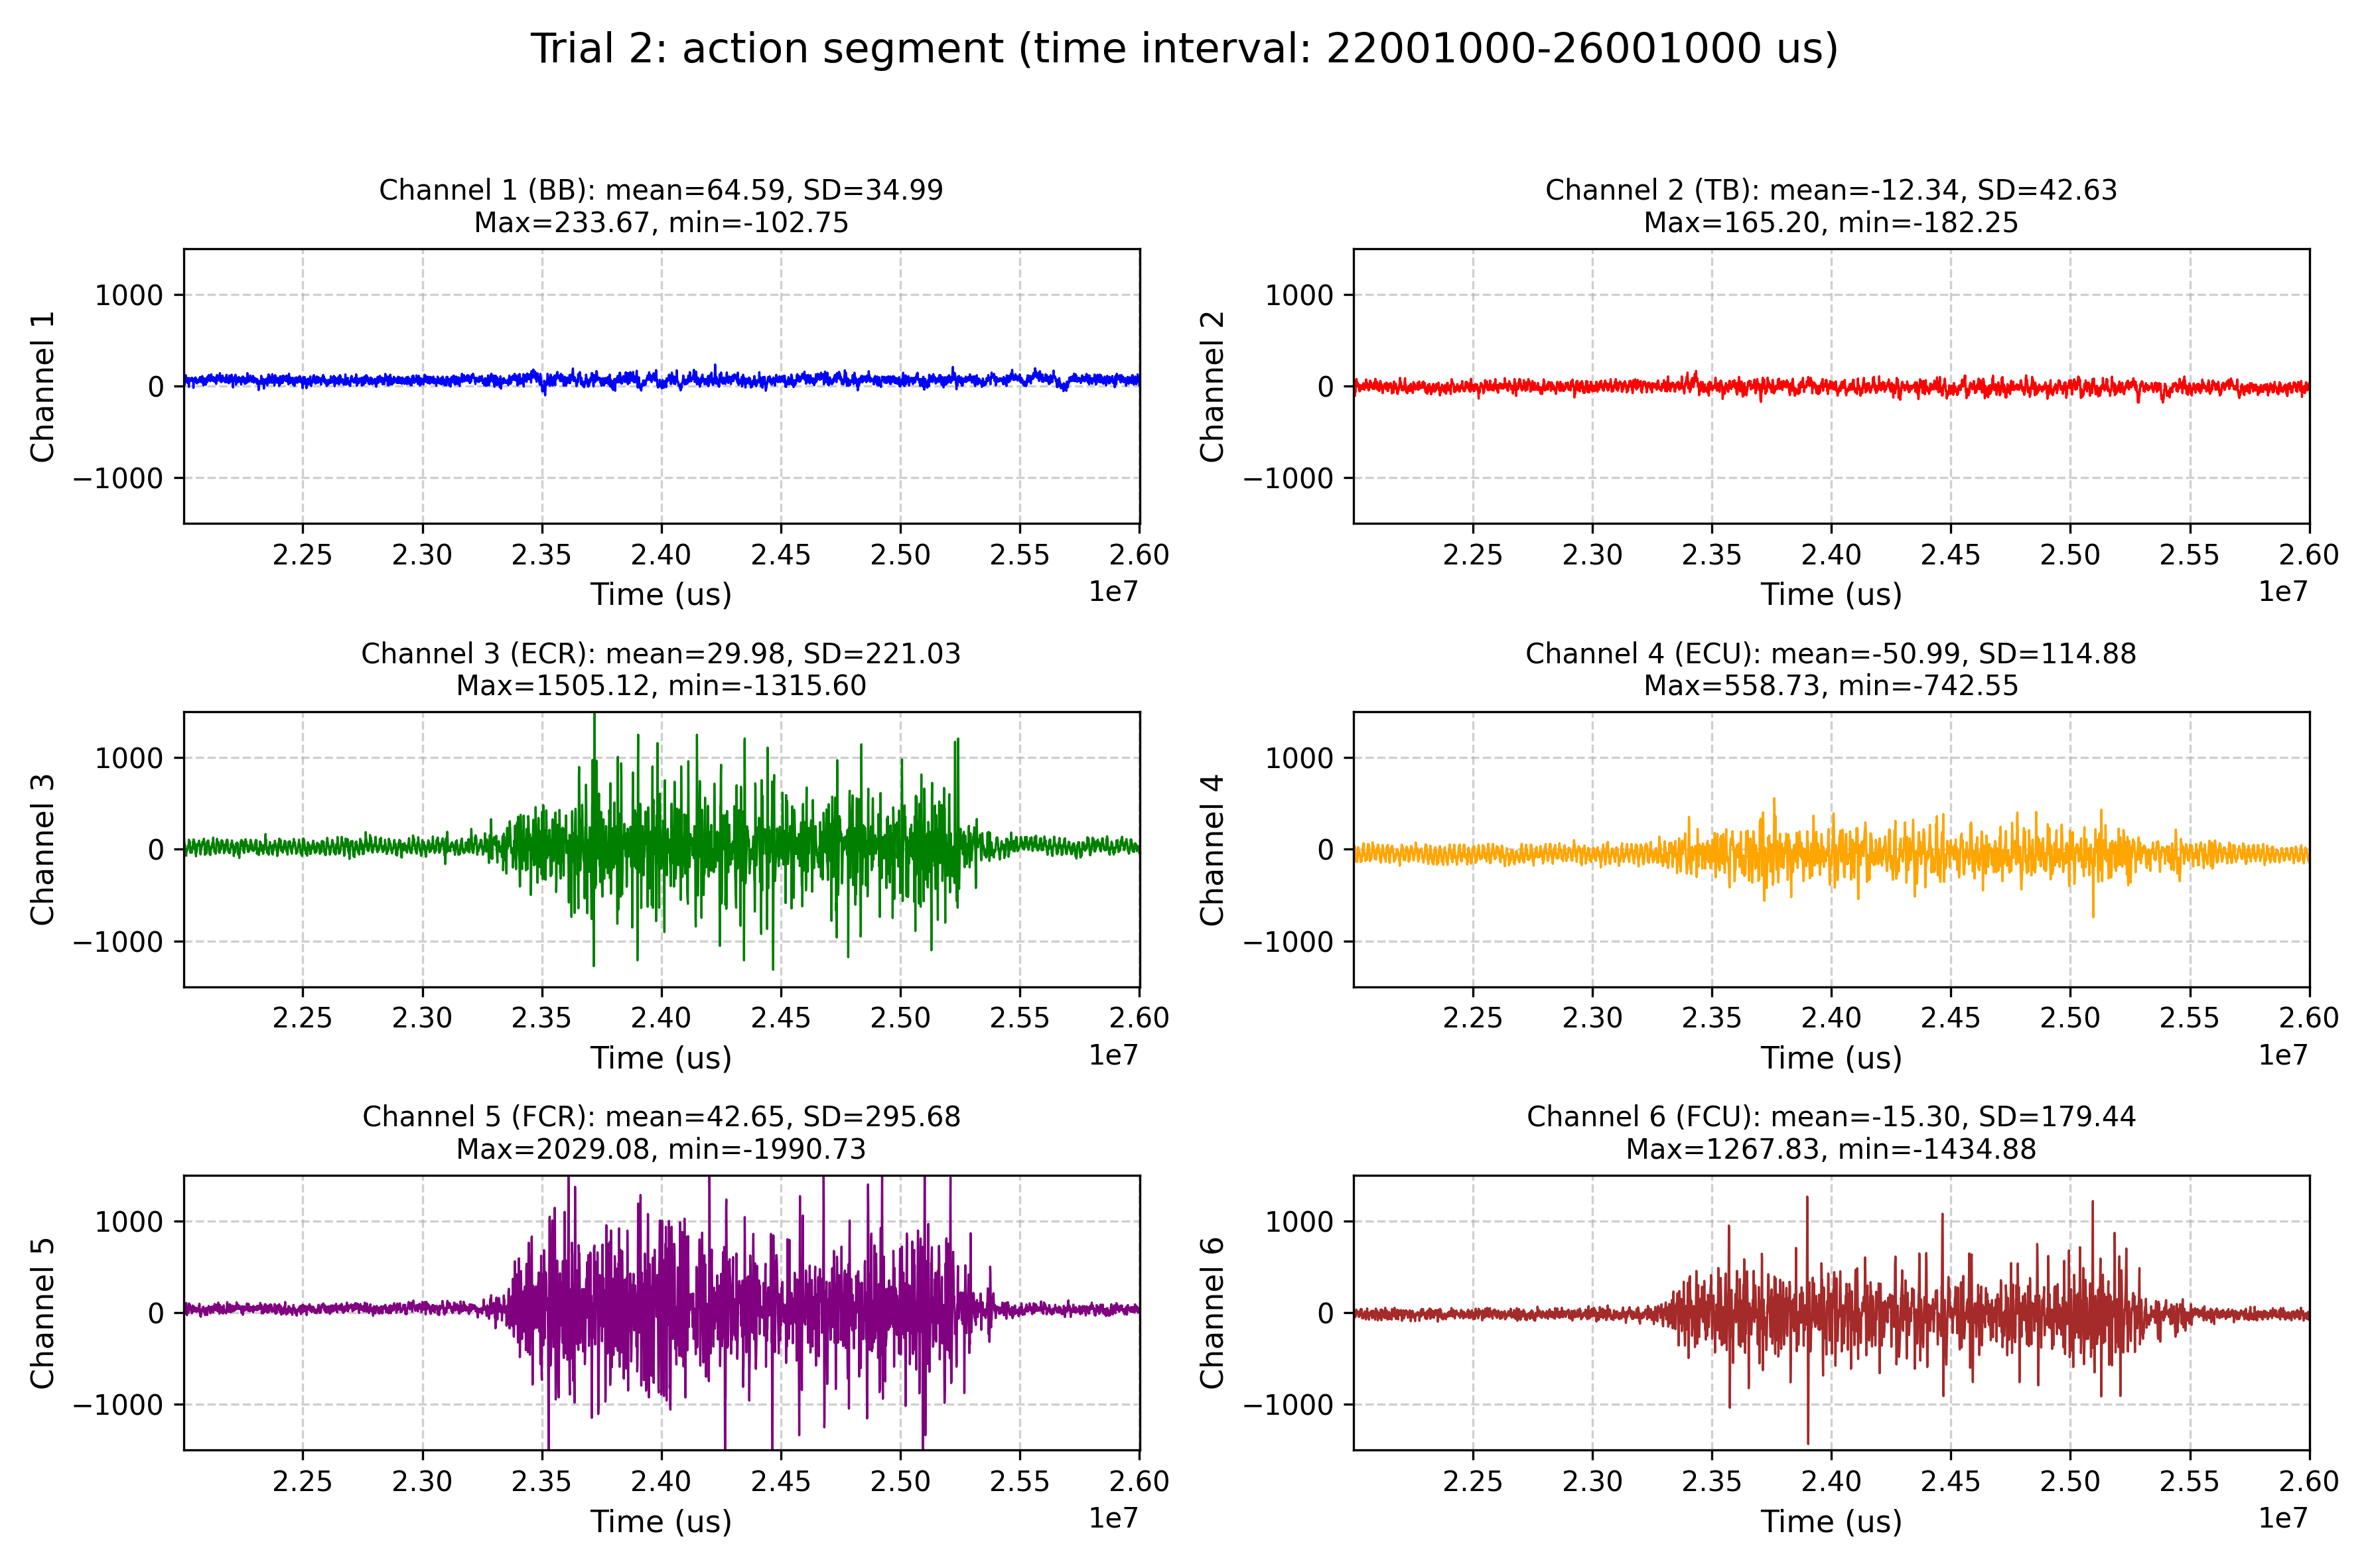 Trial 2: action segment (time interval: 22001000-26001000 us)
Channel 1 (BB): mean=64.59, SD=34.99
Max=233.67, min=-102.75
1000
0
−1000
Channel 1
2.25 2.30 2.35 2.40 2.45 2.50 2.55 2.60
Time (us)
1e7
Channel 2 (TB): mean=-12.34, SD=42.63
Max=165.20, min=-182.25
1000
0
−1000
Channel 2
2.25 2.30 2.35 2.40 2.45 2.50 2.55 2.60
Time (us)
1e7
Channel 3 (ECR): mean=29.98, SD=221.03
Max=1505.12, min=-1315.60
1000
0
−1000
Channel 3
2.25 2.30 2.35 2.40 2.45 2.50 2.55 2.60
Time (us)
1e7
Channel 4 (ECU): mean=-50.99, SD=114.88
Max=558.73, min=-742.55
1000
0
−1000
Channel 4
2.25 2.30 2.35 2.40 2.45 2.50 2.55 2.60
Time (us)
1e7
Channel 5 (FCR): mean=42.65, SD=295.68
Max=2029.08, min=-1990.73
1000
0
−1000
Channel 5
2.25 2.30 2.35 2.40 2.45 2.50 2.55 2.60
Time (us)
1e7
Channel 6 (FCU): mean=-15.30, SD=179.44
Max=1267.83, min=-1434.88
1000
0
−1000
Channel 6
2.25 2.30 2.35 2.40 2.45 2.50 2.55 2.60
Time (us)
1e7